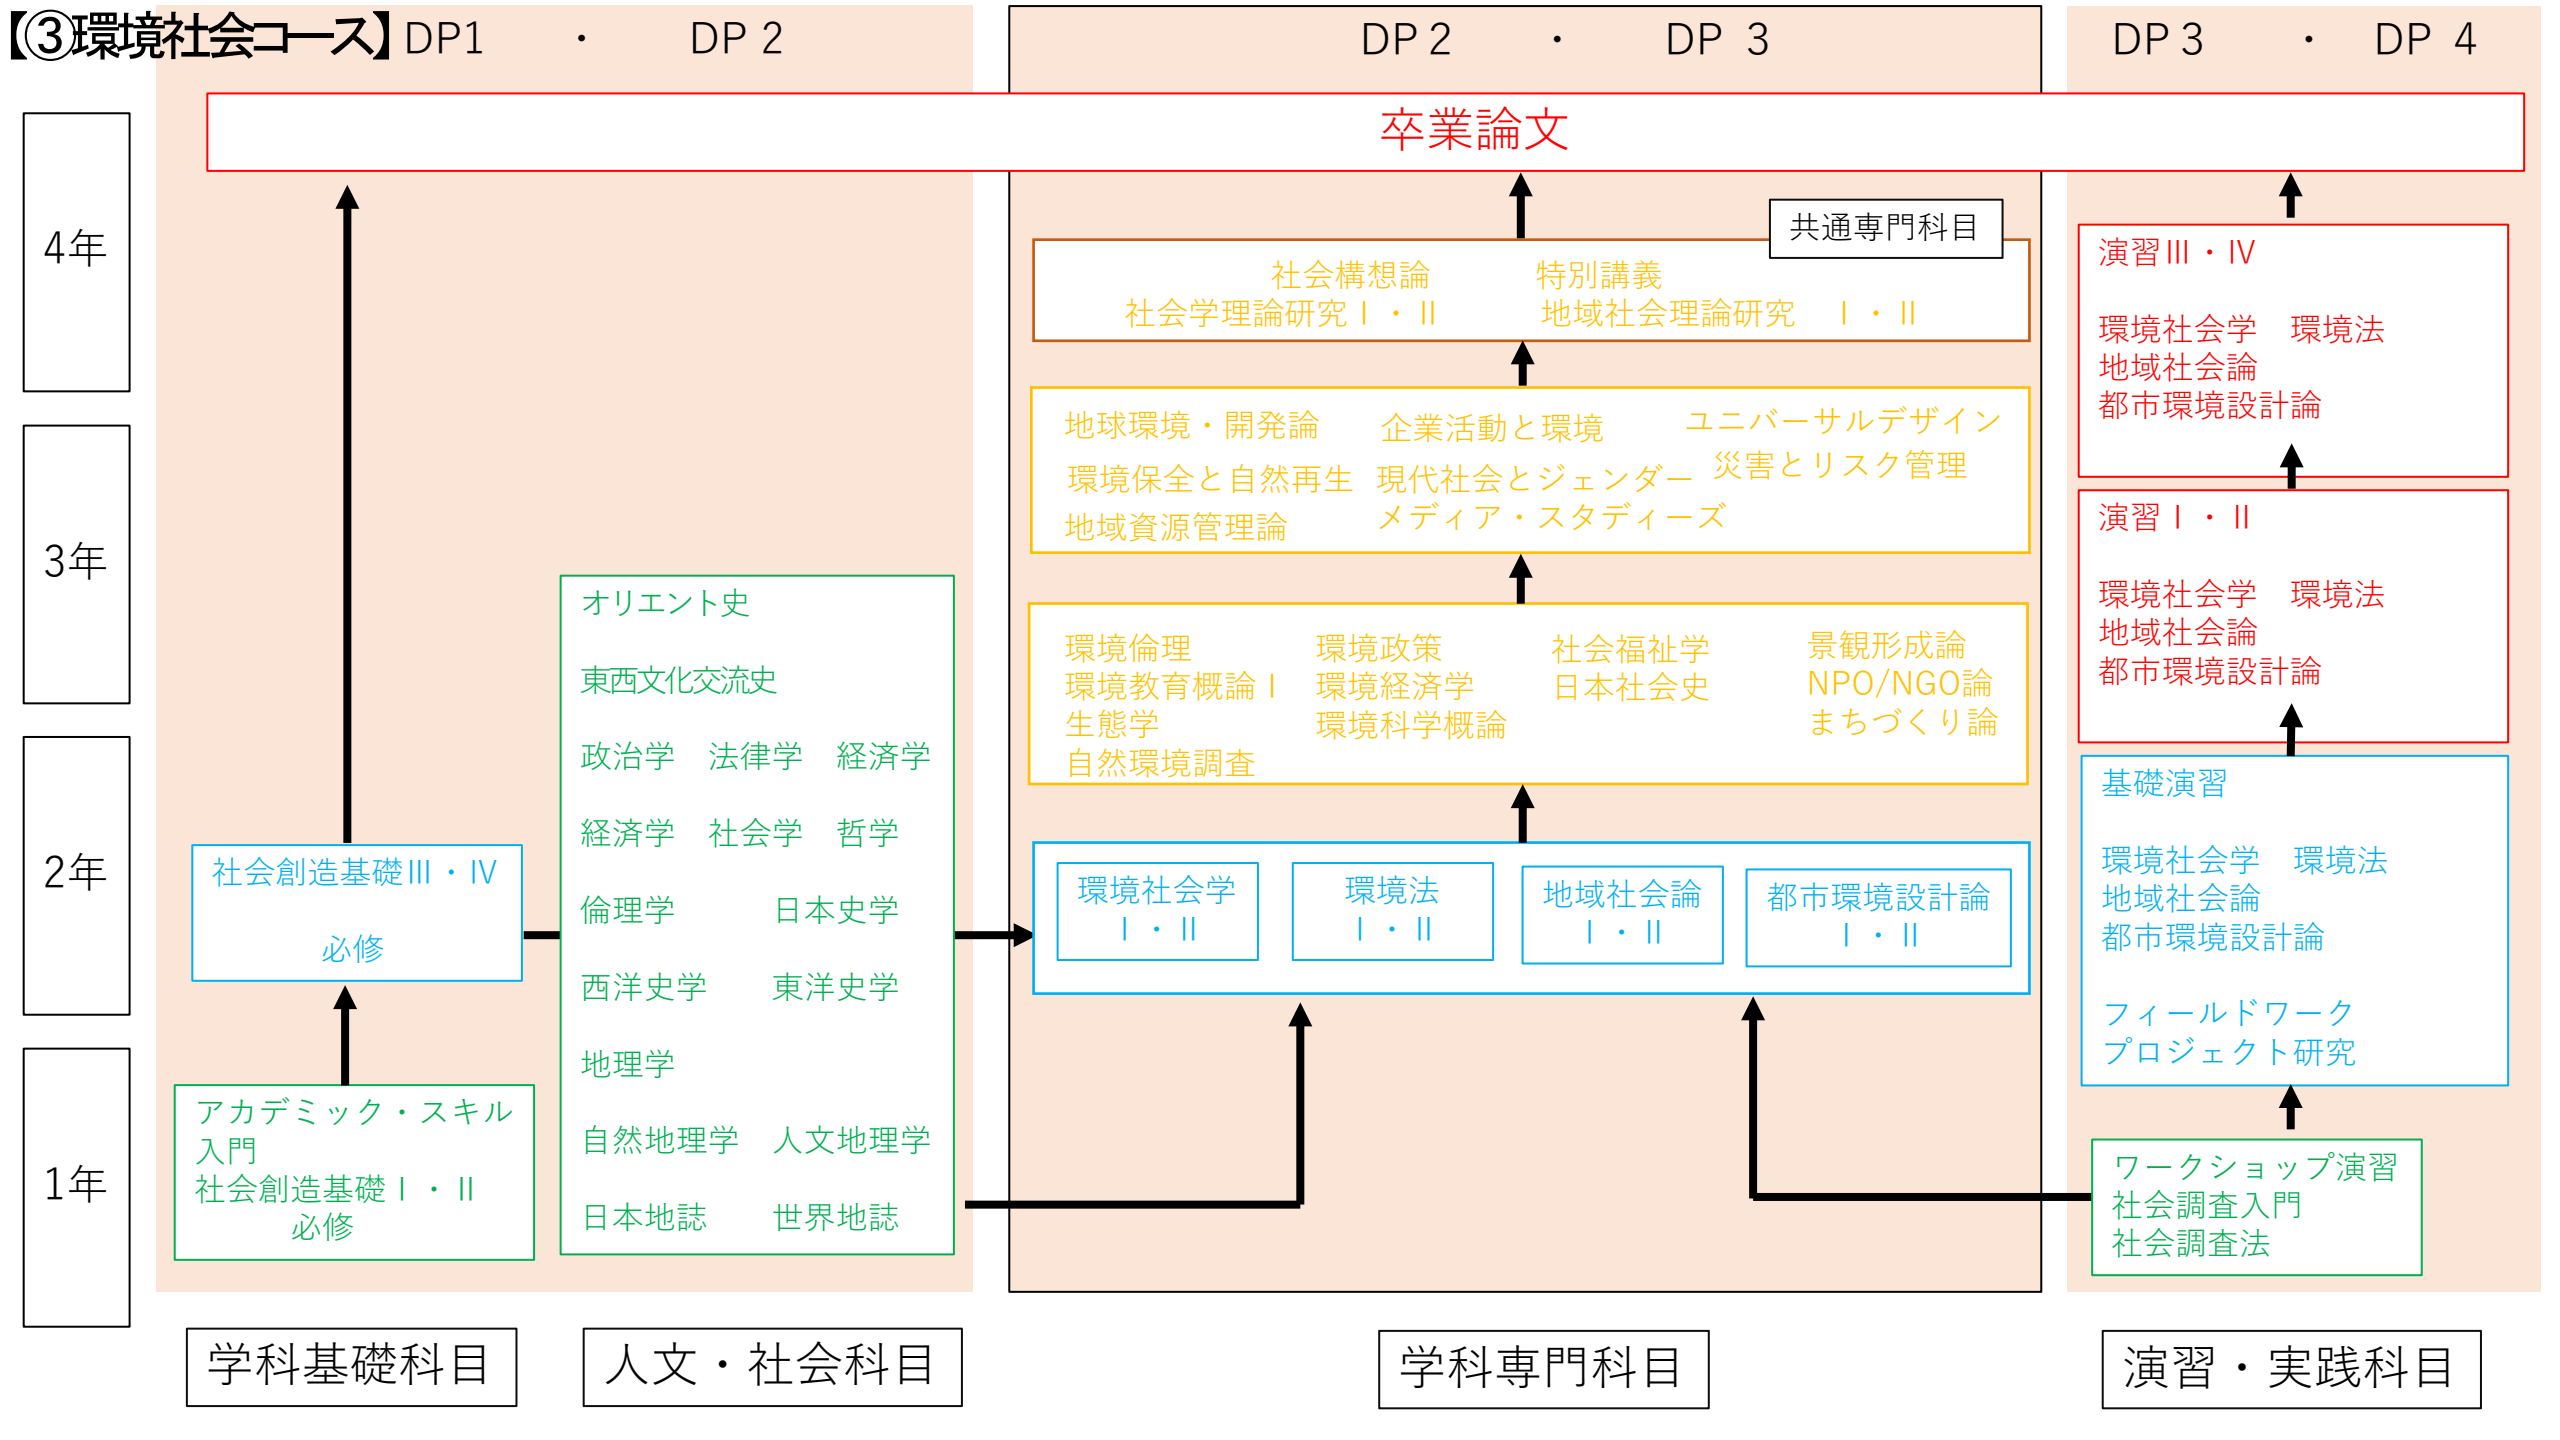 【③環境社会コース】
DP1 ・ DP２
DP２ ・ DP ３
DP３ ・ DP ４
卒業論文
4年
3年
2年
1年
社会創造基礎Ⅲ・Ⅳ
必修
アカデミック・スキル
入門
社会創造基礎Ⅰ・Ⅱ
必修
オリエント史
東西文化交流史
政治学　法律学　経済学
経済学　社会学　哲学
倫理学　　　日本史学
西洋史学　　東洋史学
地理学
自然地理学　人文地理学
日本地誌　　世界地誌
共通専門科目
社会構想論　　　特別講義
社会学理論研究Ⅰ・Ⅱ　　　地域社会理論研究　Ⅰ・Ⅱ
地球環境・開発論
環境保全と自然再生
地域資源管理論
企業活動と環境
現代社会とジェンダー
メディア・スタディーズ
ユニバーサルデザイン
災害とリスク管理
環境倫理
環境教育概論Ⅰ
生態学
自然環境調査
環境政策
環境経済学
環境科学概論
社会福祉学
日本社会史
景観形成論
NPO/NGO論
まちづくり論
環境社会学
Ⅰ・Ⅱ
環境法
Ⅰ・Ⅱ
地域社会論
Ⅰ・Ⅱ
都市環境設計論
Ⅰ・Ⅱ
演習Ⅲ・Ⅳ
環境社会学　環境法
地域社会論
都市環境設計論
演習Ⅰ・Ⅱ
環境社会学　環境法
地域社会論
都市環境設計論
基礎演習
環境社会学　環境法
地域社会論
都市環境設計論
フィールドワーク
プロジェクト研究
ワークショップ演習
社会調査入門
社会調査法
学科基礎科目
人文・社会科目
学科専門科目
演習・実践科目